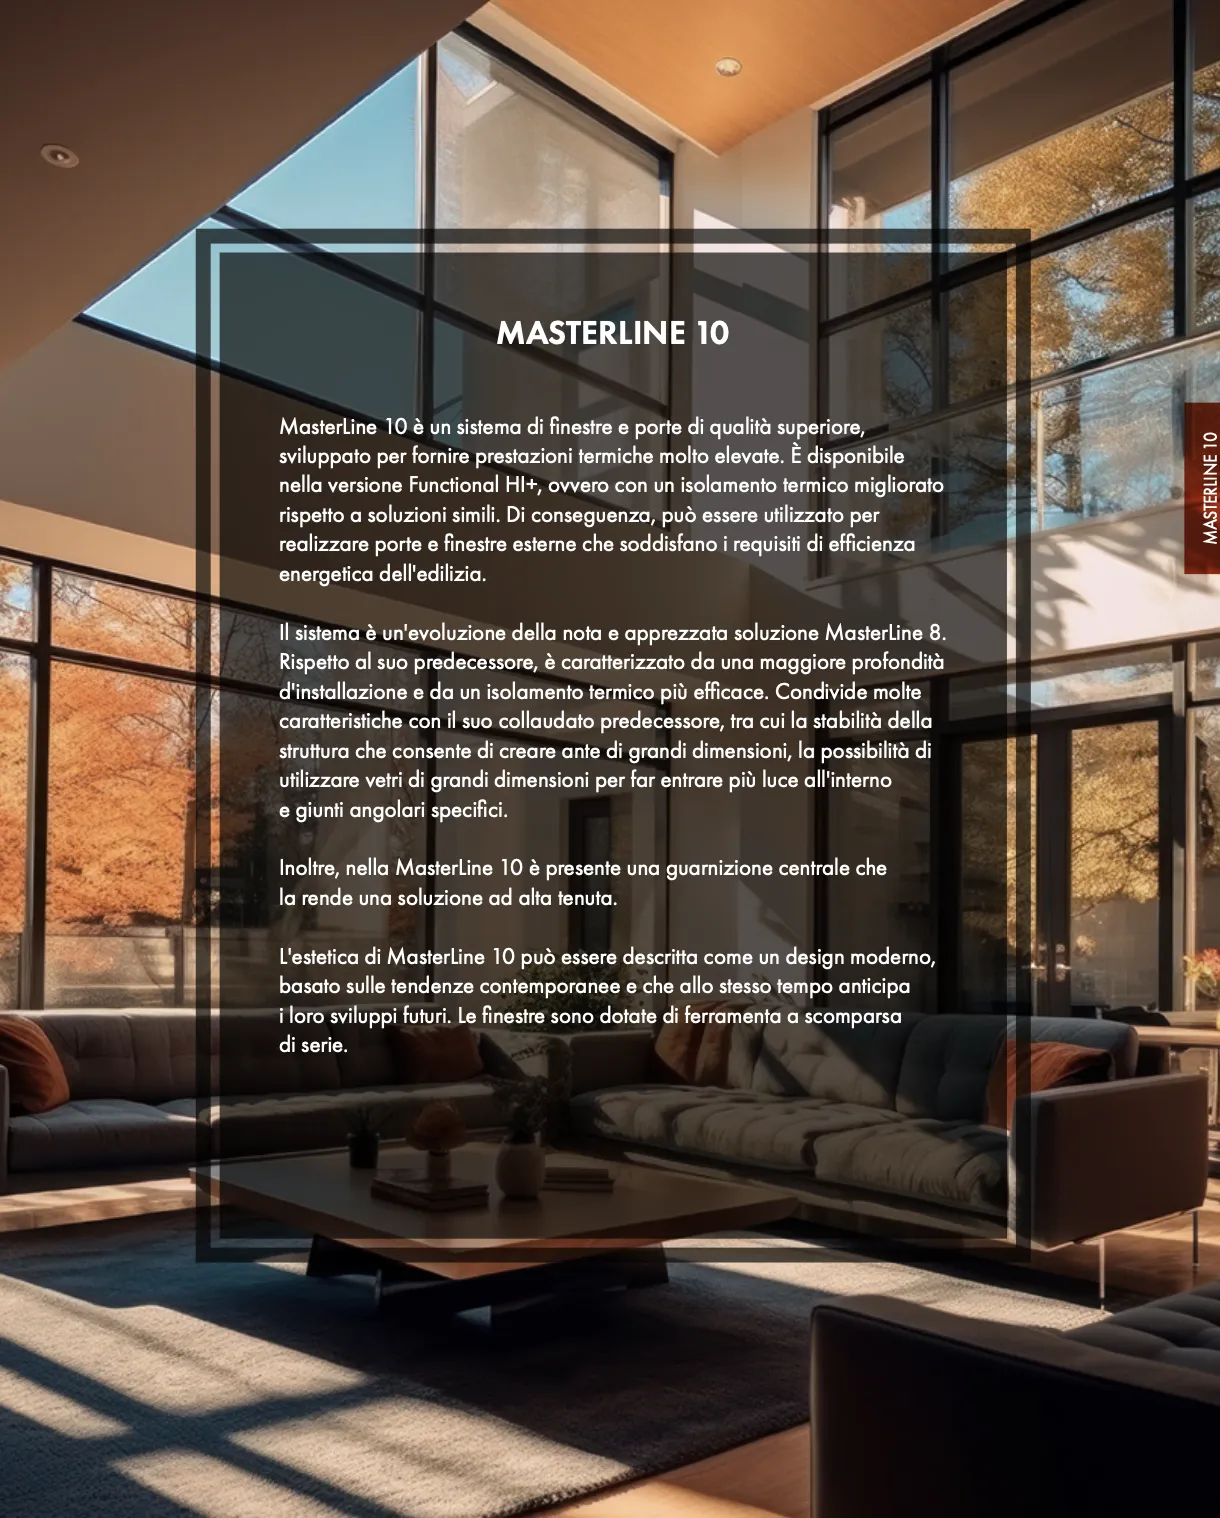 MASTERLINE 10
MasterLine 10 è un sistema di finestre e porte di qualità superiore,
sviluppato per fornire prestazioni termiche molto elevate. È disponibile
nella versione Functional HI+, ovvero con un isolamento termico migliorato
rispetto a soluzioni simili. Di conseguenza, può essere utilizzato per
realizzare porte e finestre esterne che soddisfano i requisiti di efficienza
energetica dell'edilizia.
Il sistema è un'evoluzione della nota e apprezzata soluzione MasterLine 8.
Rispetto al suo predecessore, è caratterizzato da una maggiore profondità
d'installazione e da un isolamento termico più efficace. Condivide molte
caratteristiche con il suo collaudato predecessore, tra cui la stabilità della
struttura che consente di creare ante di grandi dimensioni, la possibilità di
utilizzare vetri di grandi dimensioni per far entrare più luce all'interno
e giunti angolari specifici.
Inoltre, nella MasterLine 10 è presente una guarnizione centrale che
la rende una soluzione ad alta tenuta.
L'estetica di MasterLine 10 può essere descritta come un design moderno,
basato sulle tendenze contemporanee e che allo stesso tempo anticipa
i loro sviluppi futuri. Le finestre sono dotate di ferramenta a scomparsa
di serie.
MASTERLINE 10